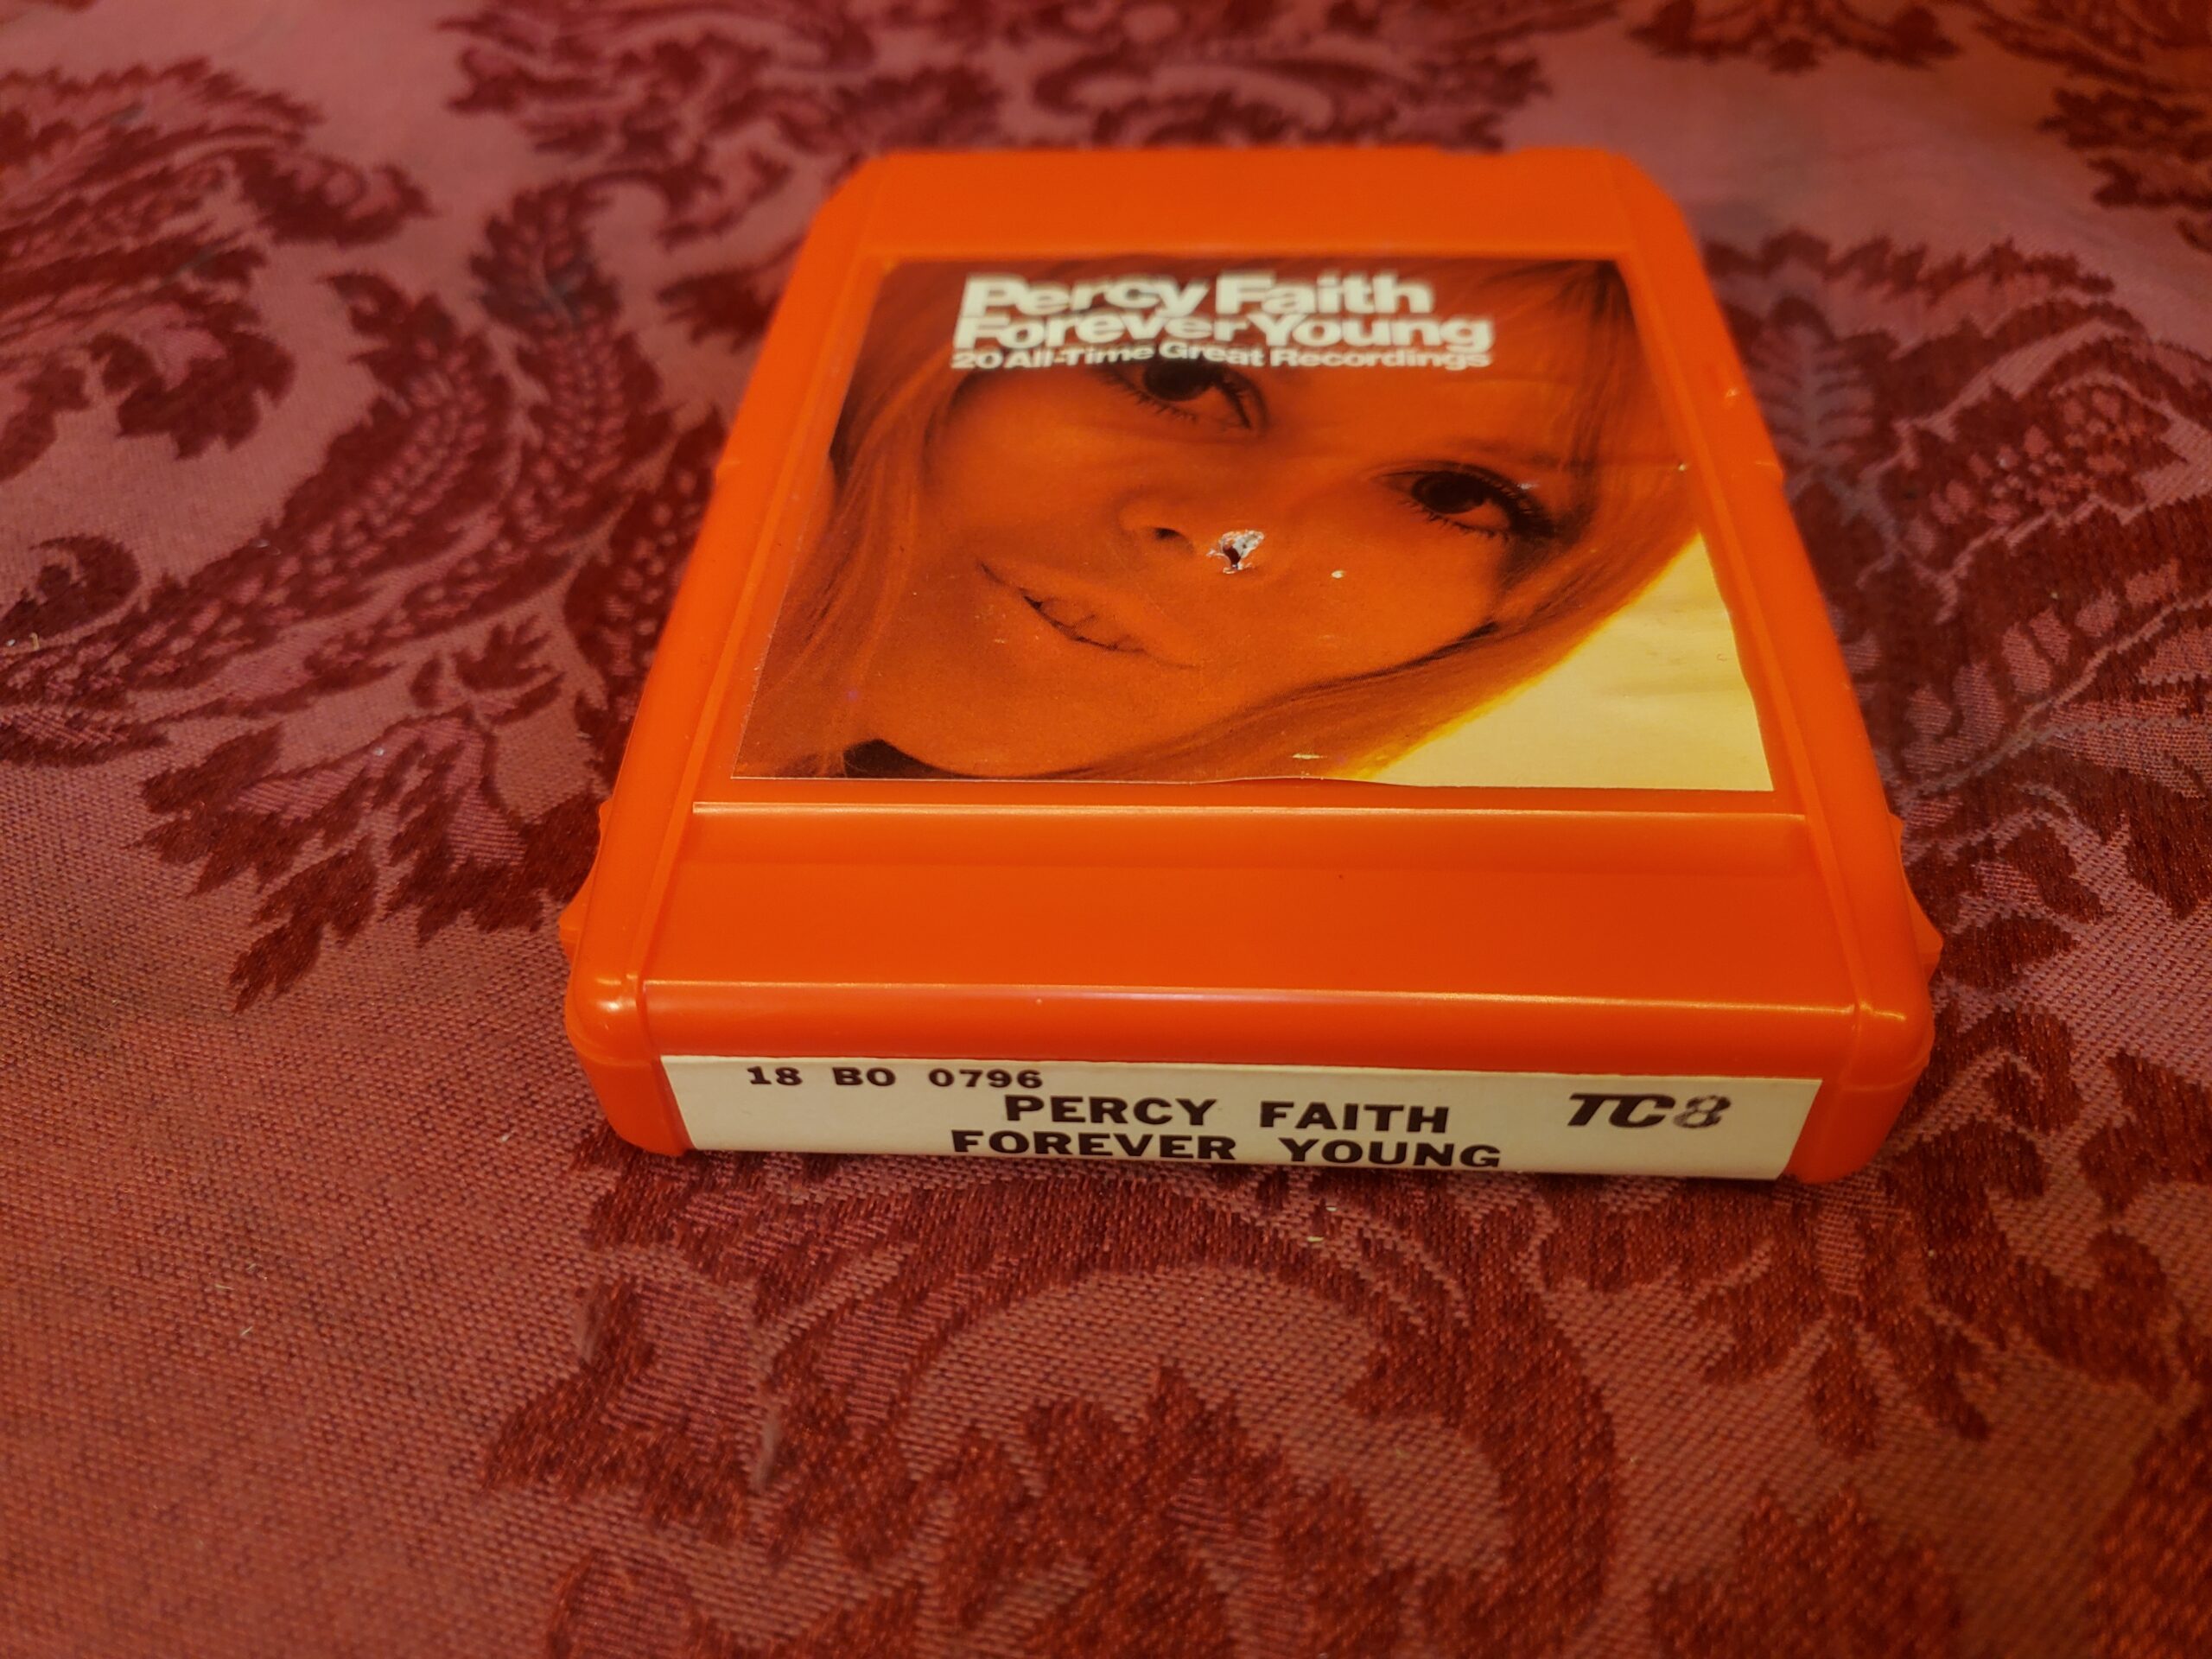 Percy Faith
Forever Young
20 All-Time Great Recordings
18 BO 0796
PERCY FAITH
TC8
FOREVER YOUNG